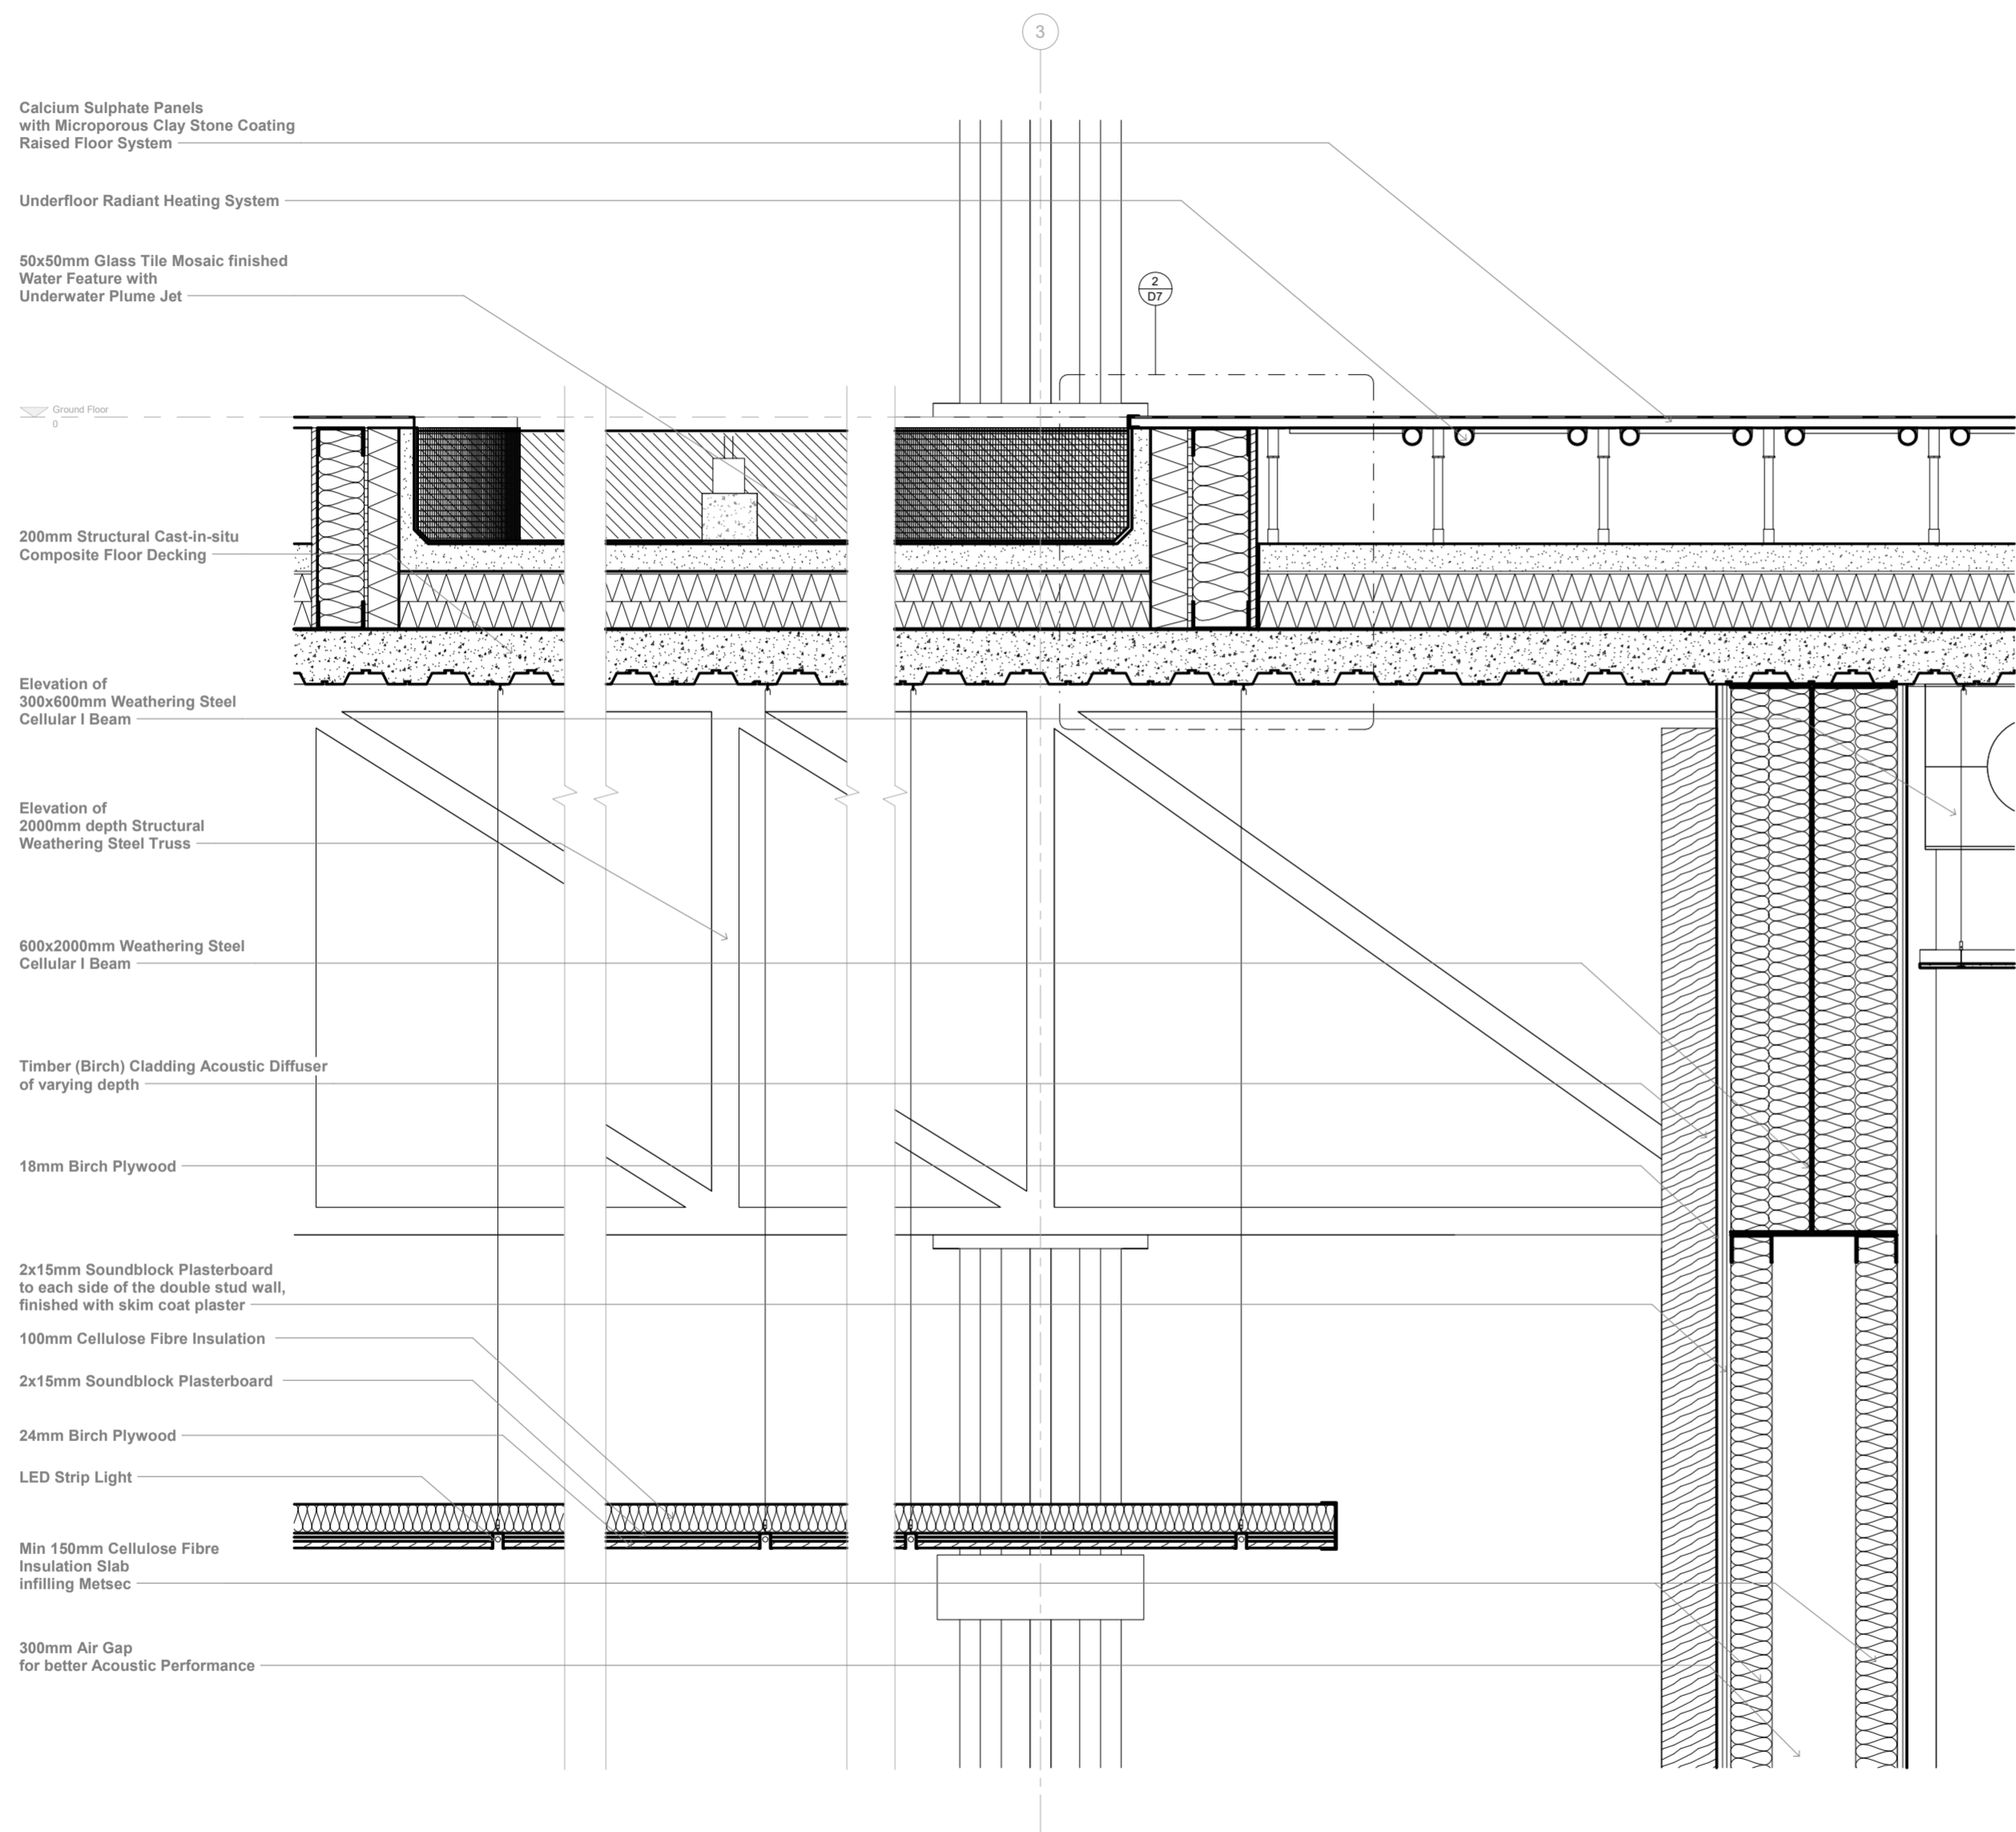 3
Calcium Sulphate Panels
with Microporous Clay Stone Coating
Raised Floor System
Underfloor Radiant Heating System
50x50mm Glass Tile Mosaic finished
Water Feature with
Underwater Plume Jet
2
D7
Ground Floor
0
200mm Structural Cast-in-situ
Composite Floor Decking
Elevation of
300x600mm Weathering Steel
Cellular I Beam
Elevation of
2000mm depth Structural
Weathering Steel Truss
600x2000mm Weathering Steel
Cellular I Beam
Timber (Birch) Cladding Acoustic Diffuser
of varying depth
18mm Birch Plywood
2x15mm Soundblock Plasterboard
to each side of the double stud wall,
finished with skim coat plaster
100mm Cellulose Fibre Insulation
2x15mm Soundblock Plasterboard
24mm Birch Plywood
LED Strip Light
Min 150mm Cellulose Fibre
Insulation Slab
infilling Metsec
300mm Air Gap
for better Acoustic Performance